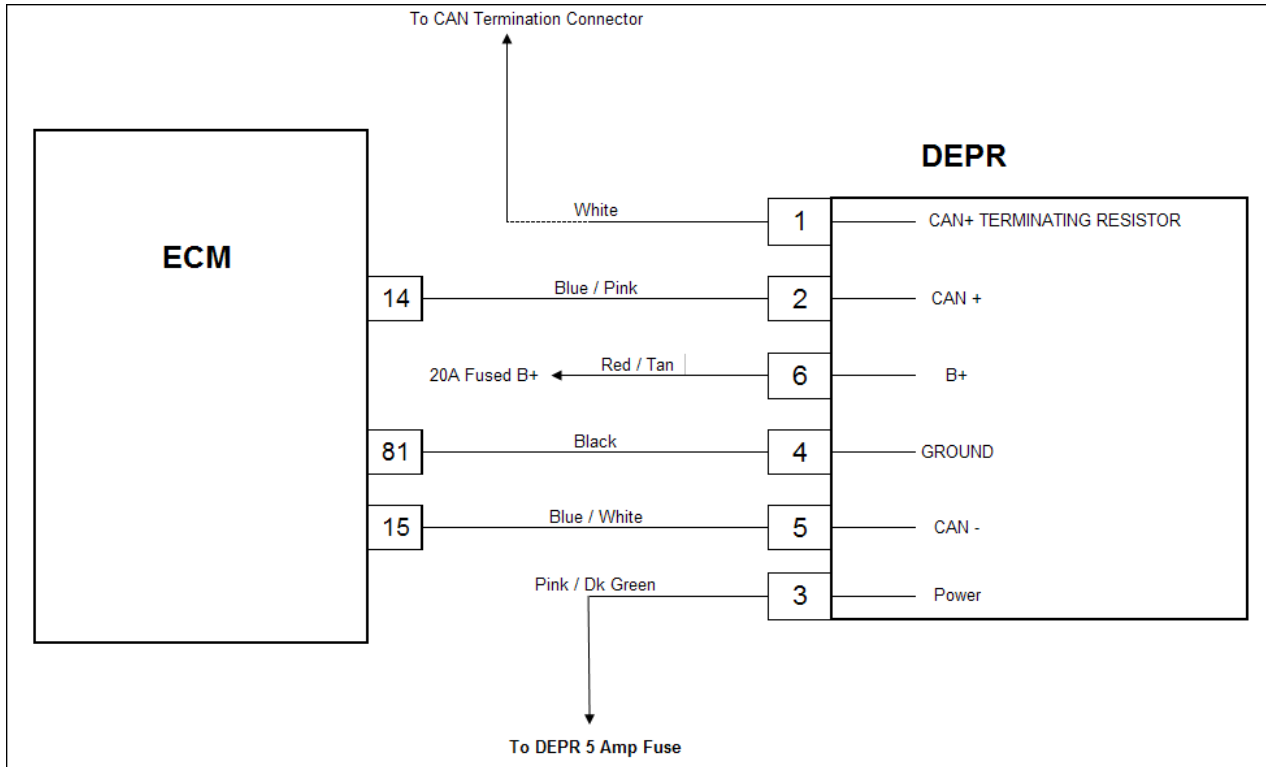 To CAN Termination Connector
DEPR
White
1
CAN+ TERMINATING RESISTOR
ECM
14
Blue / Pink
2
CAN +
20A Fused B+
Red / Tan
6
B+
81
Black
4
GROUND
15
Blue / White
5
CAN -
Pink / Dk Green
3
Power
To DEPR 5 Amp Fuse